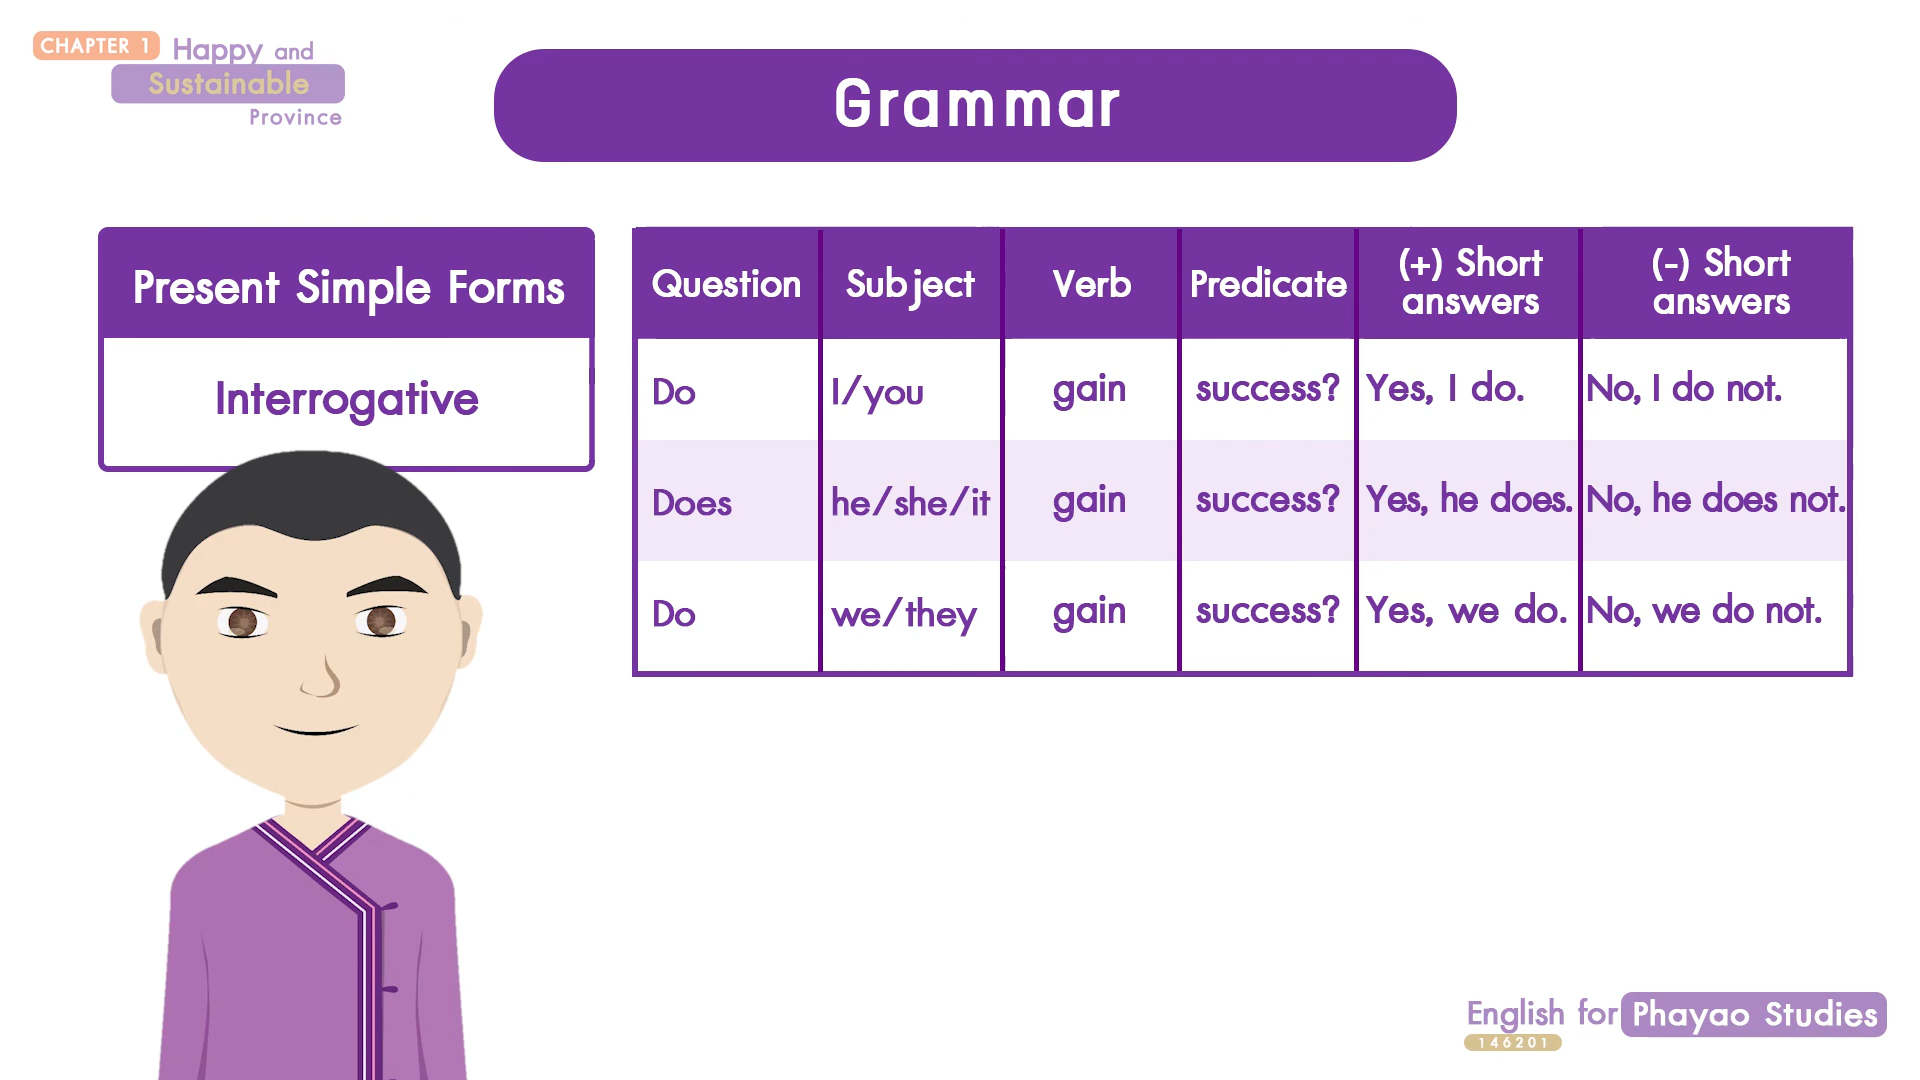 CHAPTER 1 Happy and
Sustainable
Province
Grammar
Present Simple Forms
Interrogative
Question Subject Verb Predicate (+) Short answers (-) Short answers
Do I/you gain success? Yes, I do. No, I do not.
Does he/she/it gain success? Yes, he does. No, he does not.
Do we/they gain success? Yes, we do. No, we do not.
English for Phayao Studies
146201